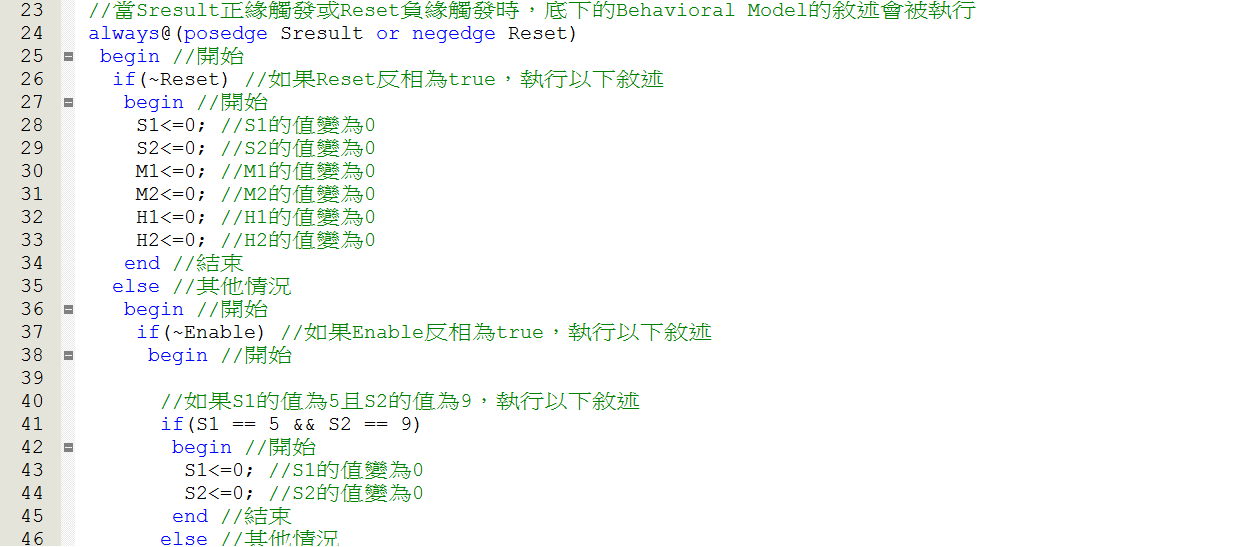 23 //當Sresult正緣觸發或Reset負緣觸發時，底下的Behavioral Model的敘述會被執行
24 always@(posedge Sresult or negedge Reset)
25 begin //開始
26 if(~Reset) //如果Reset反相為true，執行以下敘述
27 begin //開始
28 S1<=0; //S1的值變為0
29 S2<=0; //S2的值變為0
30 M1<=0; //M1的值變為0
31 M2<=0; //M2的值變為0
32 H1<=0; //H1的值變為0
33 H2<=0; //H2的值變為0
34 end //結束
35 else //其他情況
36 begin //開始
37 if(~Enable) //如果Enable反相為true，執行以下敘述
38 begin //開始
39
40 //如果S1的值為5且S2的值為9，執行以下敘述
41 if(S1 == 5 && S2 == 9)
42 begin //開始
43 S1<=0; //S1的值變為0
44 S2<=0; //S2的值變為0
45 end //結束
46 else //其他情況